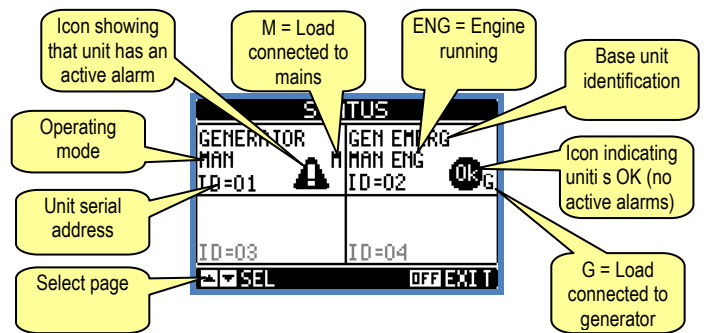 Icon showing
that unit has an
active alarm
M = Load
connected to
mains
ENG = Engine
running
Base unit
identification
Operating
mode
Unit serial
address
Select page
GENERATOR
MAN
M
ID=01
GEN EMERG
MAN ENG
ID=02
Ok
G
ID=03
ID=04
SEL
OFF EXIT
Icon indicating
uniti s OK (no
active alarms)
G = Load
connected to
generator